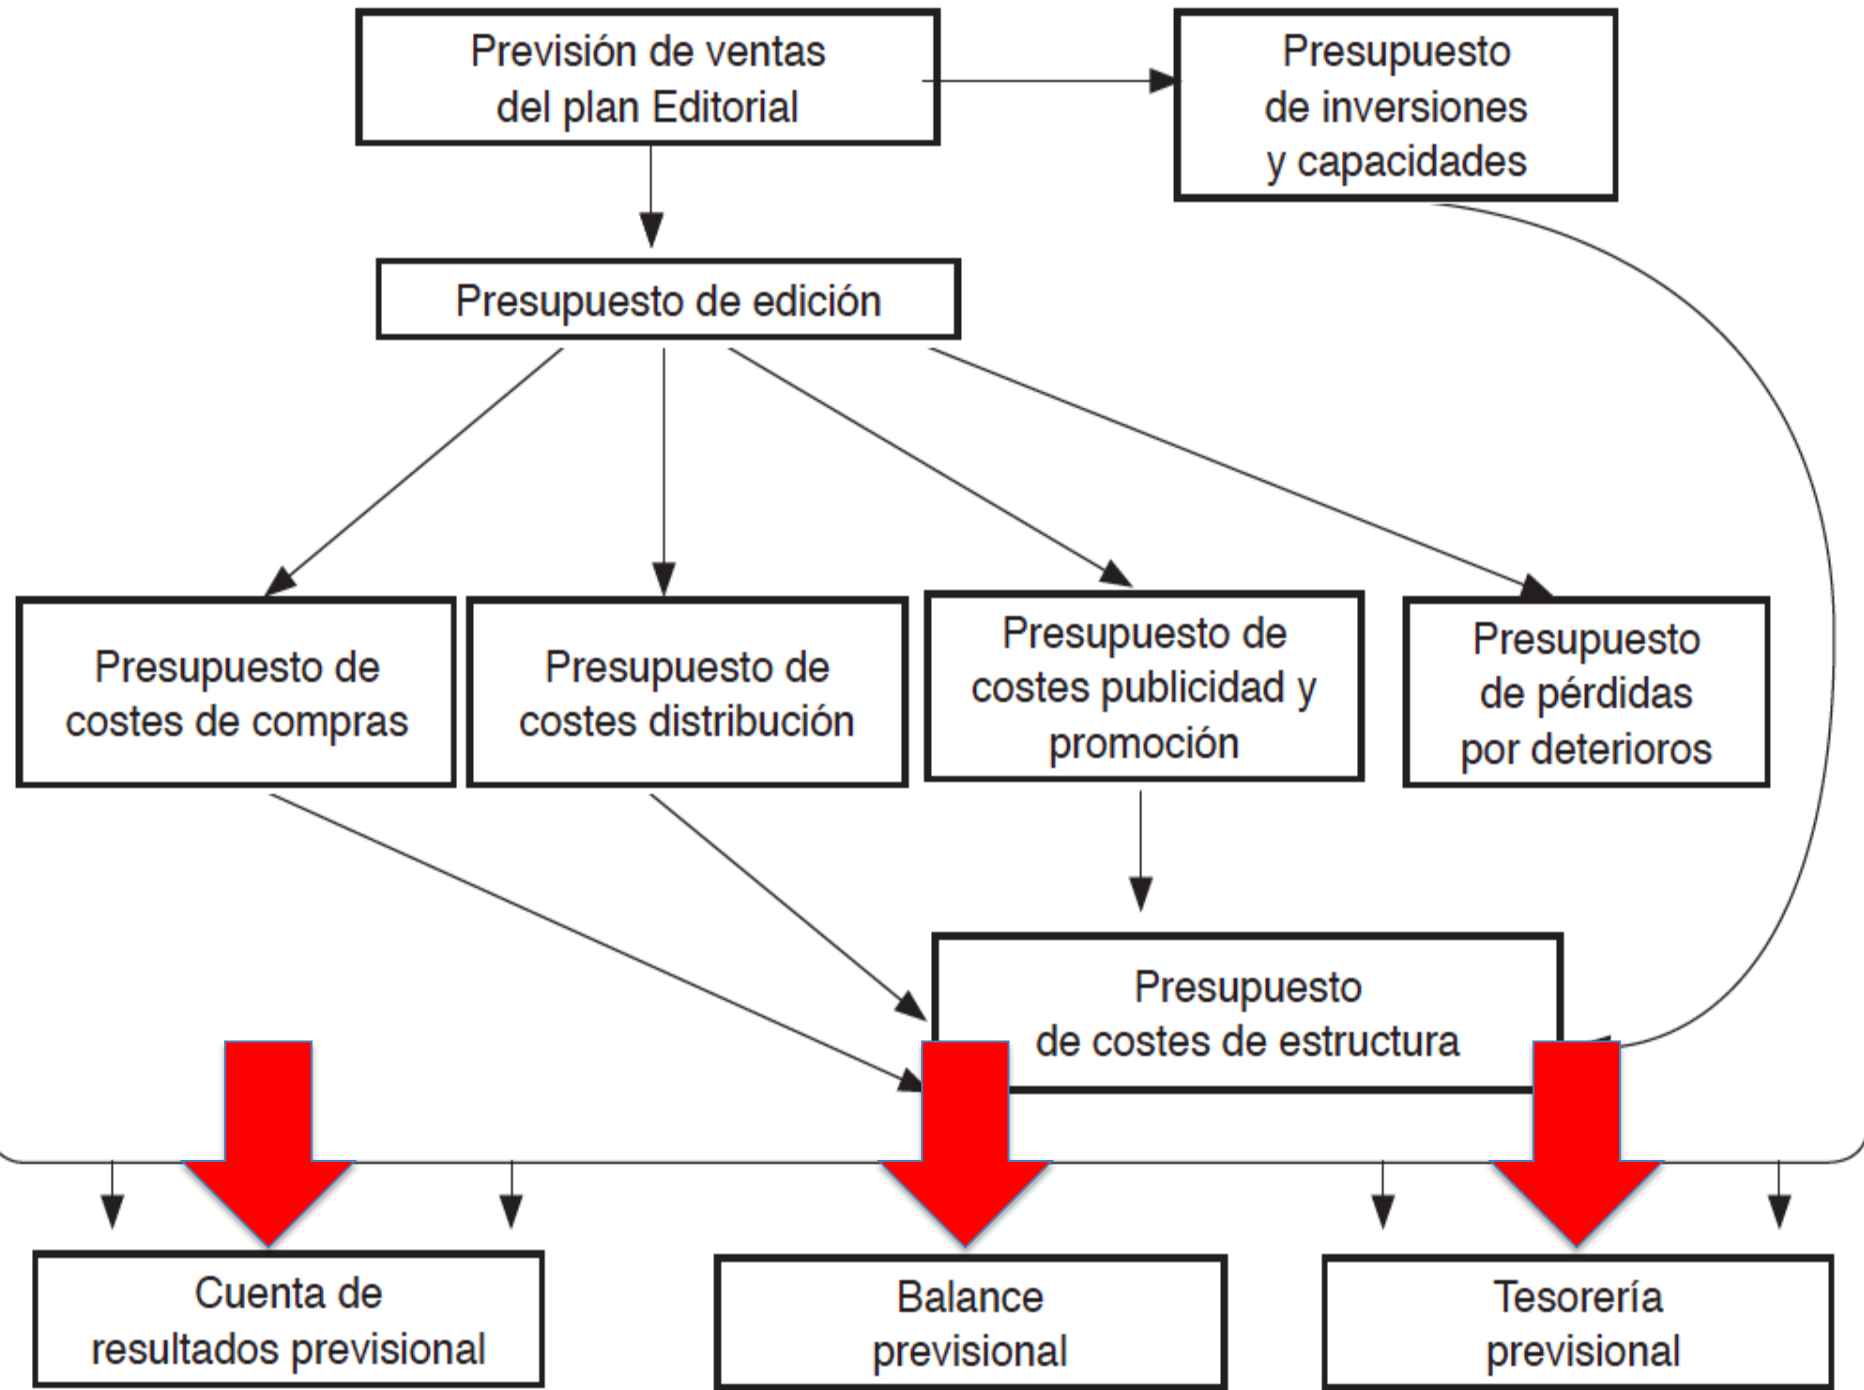 Previsión de ventas
del plan Editorial
Presupuesto
de inversiones
y capacidades
Presupuesto de edición
Presupuesto de
costes de compras
Presupuesto de
costes distribución
Presupuesto de
costes publicidad y
promoción
Presupuesto
de pérdidas
por deterioros
Presupuesto
de costes de estructura
Cuenta de
resultados previsional
Balance
previsional
Tesorería
previsional